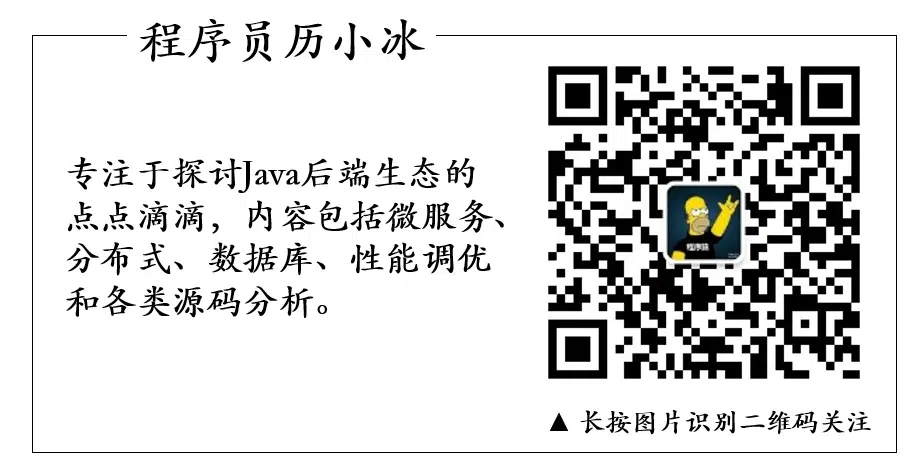 程序员历小冰
专注于探讨Java后端生态的
点点滴滴，内容包括微服务、
分布式、数据库、性能调优
和各类源码分析。
▲ 长按图片识别二维码关注